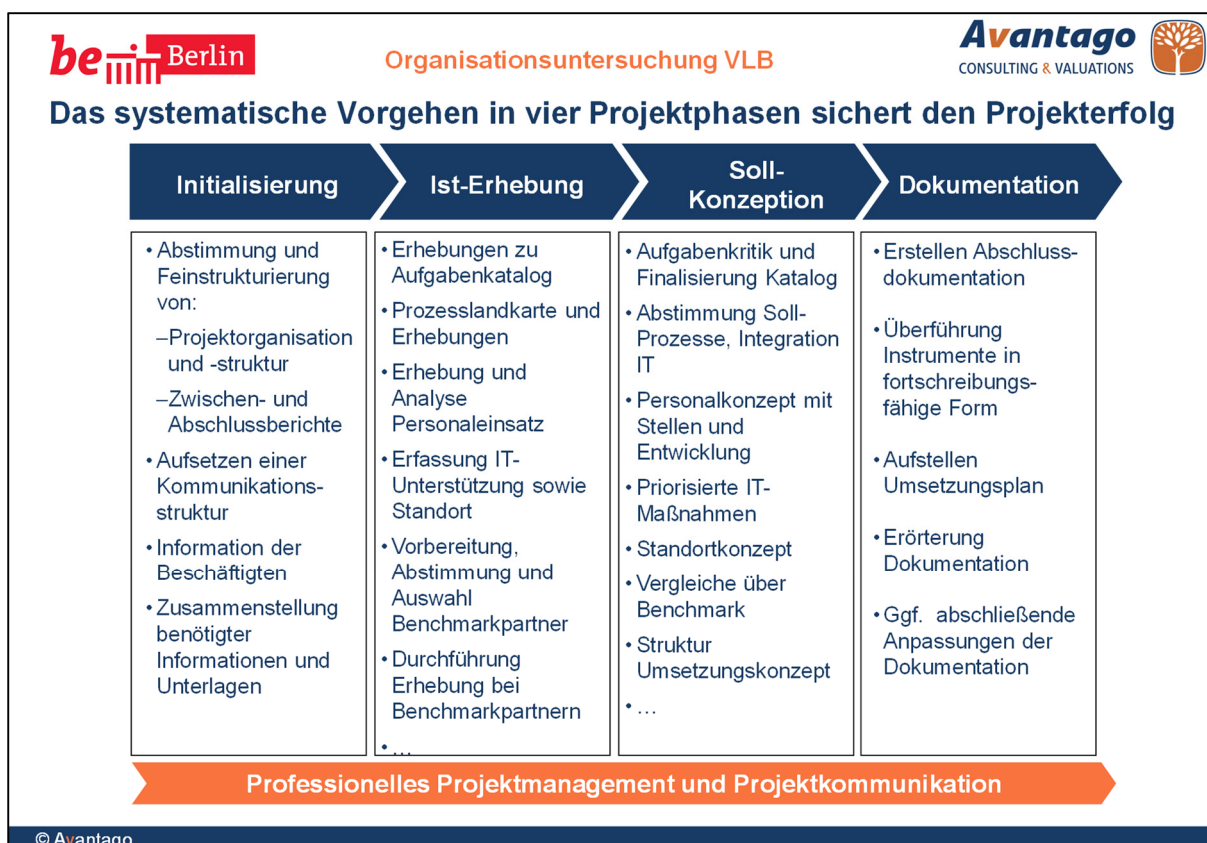 be Berlin
Organisationsuntersuchung VLB
Avantago
CONSULTING & VALUATIONS
Das systematische Vorgehen in vier Projektphasen sichert den Projekterfolg
Initialisierung
• Abstimmung und
Feinstrukturierung
von:
–Projektorganisation
und -struktur
–Zwischen- und
Abschlussberichte
• Aufsetzen einer
Kommunikations-
struktur
• Information der
Beschäftigten
• Zusammenstellung
benötigter
Informationen und
Unterlagen
Ist-Erhebung
• Erhebungen zu
Aufgabenkatalog
• Prozesslandkarte und
Erhebungen
• Erhebung und
Analyse
Personaleinsatz
• Erfassung IT-
Unterstützung sowie
Standort
• Vorbereitung,
Abstimmung und
Auswahl
Benchmarkpartner
• Durchführung
Erhebung bei
Benchmarkpartnern
• ...
Soll-
Konzeption
• Aufgabenkritik und
Finalisierung Katalog
• Abstimmung Soll-
Prozesse, Integration
IT
• Personalkonzept mit
Stellen und
Entwicklung
• Priorisierte IT-
Maßnahmen
• Standortkonzept
• Vergleiche über
Benchmark
• Struktur
Umsetzungskonzept
• ...
Dokumentation
• Erstellen Abschluss-
dokumentation
• Überführung
Instrumente in
fortschreibungs-
fähige Form
• Aufstellen
Umsetzungsplan
• Erörterung
Dokumentation
• Ggf. abschließende
Anpassungen der
Dokumentation
Professionelles Projektmanagement und Projektkommunikation
© Avantago